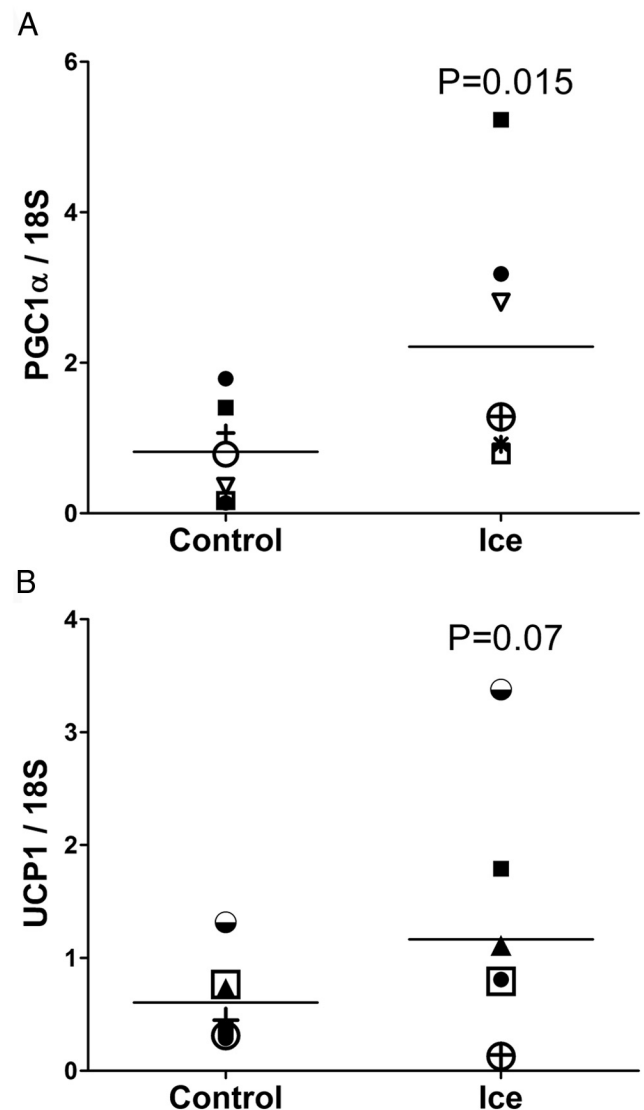 A
6
P=0.015
4
PGC1α / 18S
2
0
Control Ice
B
4
P=0.07
3
UCP1 / 18S
2
1
0
Control Ice